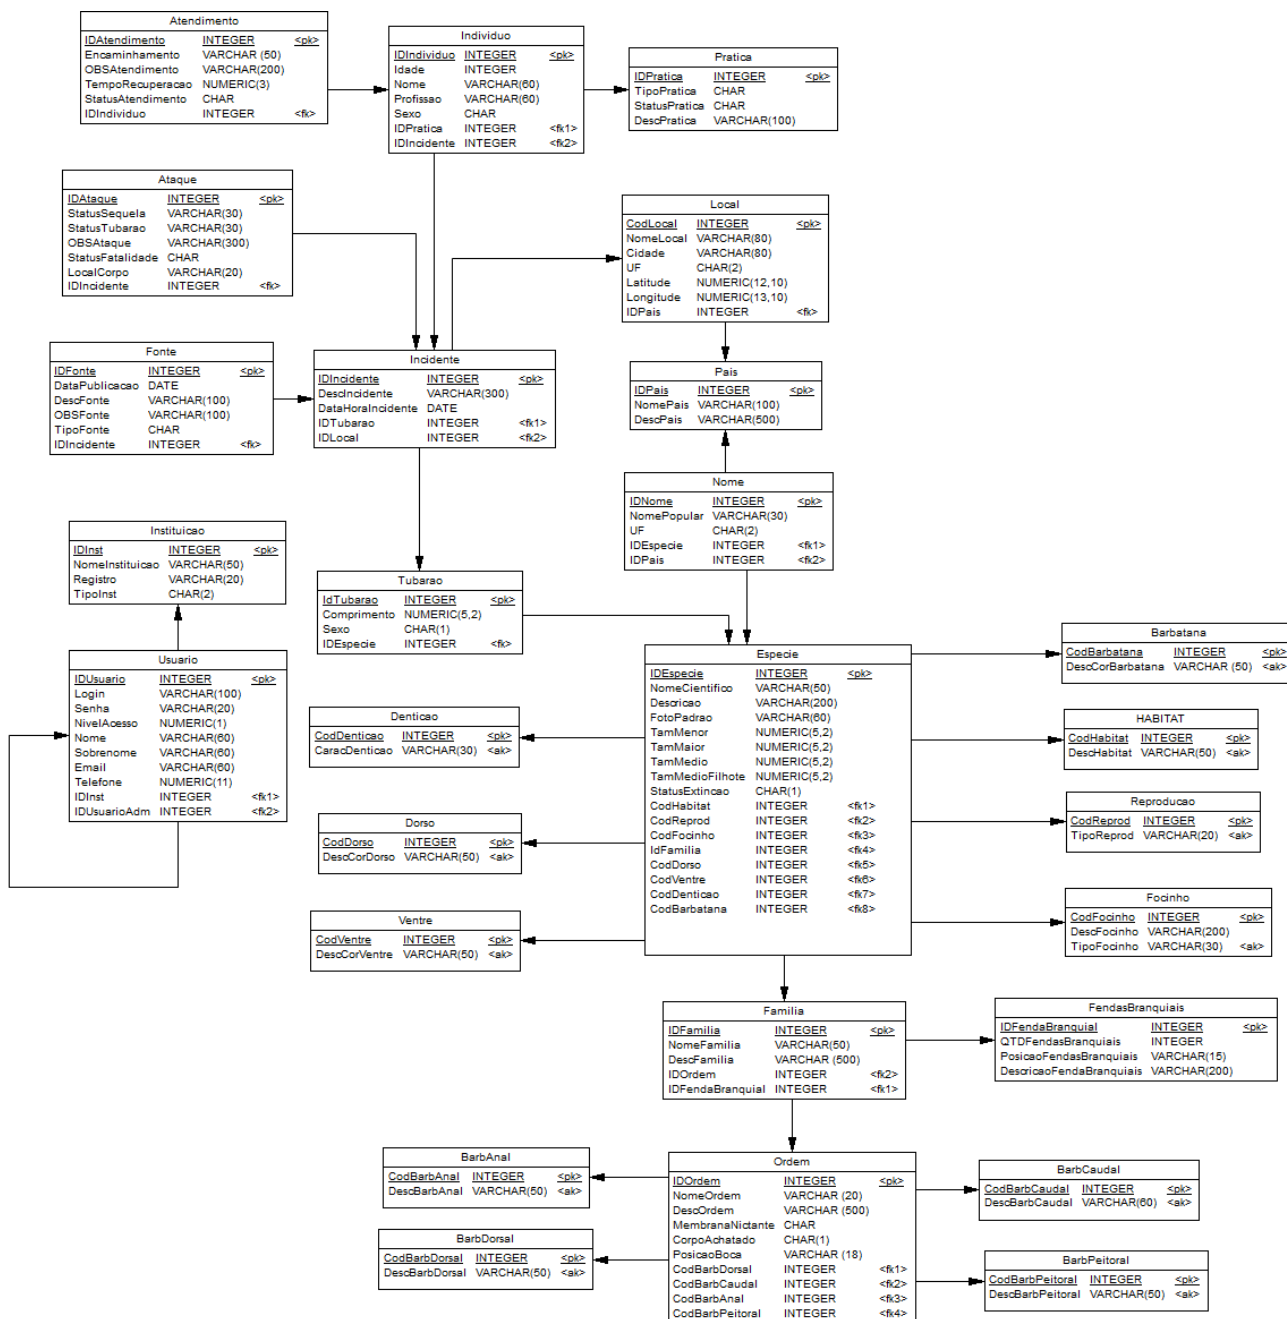 Atendimento
IDAtendimento INTEGER <pk>
Encaminhamento VARCHAR (50)
OBSAtendimento VARCHAR(200)
TempoRecuperacao NUMERIC(3)
StatusAtendimento CHAR
IDIndividuo INTEGER <fk>
Individuo
IDIndividuo INTEGER <pk>
Idade INTEGER
Nome VARCHAR(60)
Profissao VARCHAR(60)
Sexo CHAR
IDPratica INTEGER <fk1>
IDIncidente INTEGER <fk2>
Pratica
IDPratica INTEGER <pk>
TipoPratica CHAR
StatusPratica CHAR
DescPratica VARCHAR(100)
Ataque
IDAtaque INTEGER <pk>
StatusSequela VARCHAR(30)
StatusTubarao VARCHAR(30)
OBSAtaque VARCHAR(300)
StatusFatalidade CHAR
LocalCorpo VARCHAR(20)
IDIncidente INTEGER <fk>
Local
CodLocal INTEGER <pk>
NomeLocal VARCHAR(80)
Cidade VARCHAR(80)
UF CHAR(2)
Latitude NUMERIC(12,10)
Longitude NUMERIC(13,10)
IDPais INTEGER <fk>
Fonte
IDFonte INTEGER <pk>
DataPublicacao DATE
DescFonte VARCHAR(100)
OBSFonte VARCHAR(100)
TipoFonte CHAR
IDIncidente INTEGER <fk>
Incidente
IDIncidente INTEGER <pk>
DescIncidente VARCHAR(300)
DataHoraIncidente DATE
IDTubarao INTEGER <fk1>
IDLocal INTEGER <fk2>
Pais
IDPais INTEGER <pk>
NomePais VARCHAR(100)
DescPais VARCHAR(500)
Nome
IDNome INTEGER <pk>
NomePopular VARCHAR(30)
UF CHAR(2)
IDEspecie INTEGER <fk1>
IDPais INTEGER <fk2>
Instituicao
IDInst INTEGER <pk>
NomeInstituicao VARCHAR(50)
Registro VARCHAR(20)
TipoInst CHAR(2)
Tubarao
IdTubarao INTEGER <pk>
Comprimento NUMERIC(5,2)
Sexo CHAR(1)
IDEspecie INTEGER <fk>
Usuario
IDUsuario INTEGER <pk>
Login VARCHAR(100)
Senha VARCHAR(20)
NivelAcesso NUMERIC(1)
Nome VARCHAR(60)
Sobrenome VARCHAR(60)
Email VARCHAR(60)
Telefone NUMERIC(11)
IDInst INTEGER <fk1>
IDUsuarioAdm INTEGER <fk2>
Especie
IDEspecie INTEGER <pk>
NomeCientifico VARCHAR(50)
Descricao VARCHAR(200)
FotoPadrao VARCHAR(60)
TamMenor NUMERIC(5,2)
TamMaior NUMERIC(5,2)
TamMedio NUMERIC(5,2)
TamMedioFilhote NUMERIC(5,2)
StatusExtincao CHAR(1)
CodHabitat INTEGER <fk1>
CodReprod INTEGER <fk2>
CodFocinho INTEGER <fk3>
IdFamilia INTEGER <fk4>
CodDorso INTEGER <fk5>
CodVentre INTEGER <fk6>
CodDenticao INTEGER <fk7>
CodBarbatana INTEGER <fk8>
Barbatana
CodBarbatana INTEGER <pk>
DescCorBarbatana VARCHAR (50) <ak>
Denticao
CodDenticao INTEGER <pk>
CaracDenticao VARCHAR(30) <ak>
HABITAT
CodHabitat INTEGER <pk>
DescHabitat VARCHAR(50) <ak>
Reproducao
CodReprod INTEGER <pk>
TipoReprod VARCHAR(20) <ak>
Dorso
CodDorso INTEGER <pk>
DescCorDorso VARCHAR(50) <ak>
Focinho
CodFocinho INTEGER <pk>
DescFocinho VARCHAR(200)
TipoFocinho VARCHAR(30) <ak>
Ventre
CodVentre INTEGER <pk>
DescCorVentre VARCHAR(50) <ak>
Familia
IDFamilia INTEGER <pk>
NomeFamilia VARCHAR(50)
DescFamilia VARCHAR (500)
IDOrdem INTEGER <fk2>
IDFendaBranquial INTEGER <fk1>
FendasBranquiais
IDFendaBranquial INTEGER <pk>
QTDFendasBranquiais INTEGER
PosicaoFendasBranquiais VARCHAR(15)
DescricaoFendaBranquiais VARCHAR(200)
BarbAnal
CodBarbAnal INTEGER <pk>
DescBarbAnal VARCHAR(50) <ak>
Ordem
IDOrdem INTEGER <pk>
NomeOrdem VARCHAR (20)
DescOrdem VARCHAR (500)
MembranaNictante CHAR
CorpoAchatado CHAR(1)
PosicaoBoca VARCHAR (18)
CodBarbDorsal INTEGER <fk1>
CodBarbCaudal INTEGER <fk2>
CodBarbAnal INTEGER <fk3>
CodBarbPeitoral INTEGER <fk4>
BarbCaudal
CodBarbCaudal INTEGER <pk>
DescBarbCaudal VARCHAR(60) <ak>
BarbDorsal
CodBarbDorsal INTEGER <pk>
DescBarbDorsal VARCHAR(50) <ak>
BarbPeitoral
CodBarbPeitoral INTEGER <pk>
DescBarbPeitoral VARCHAR(50) <ak>